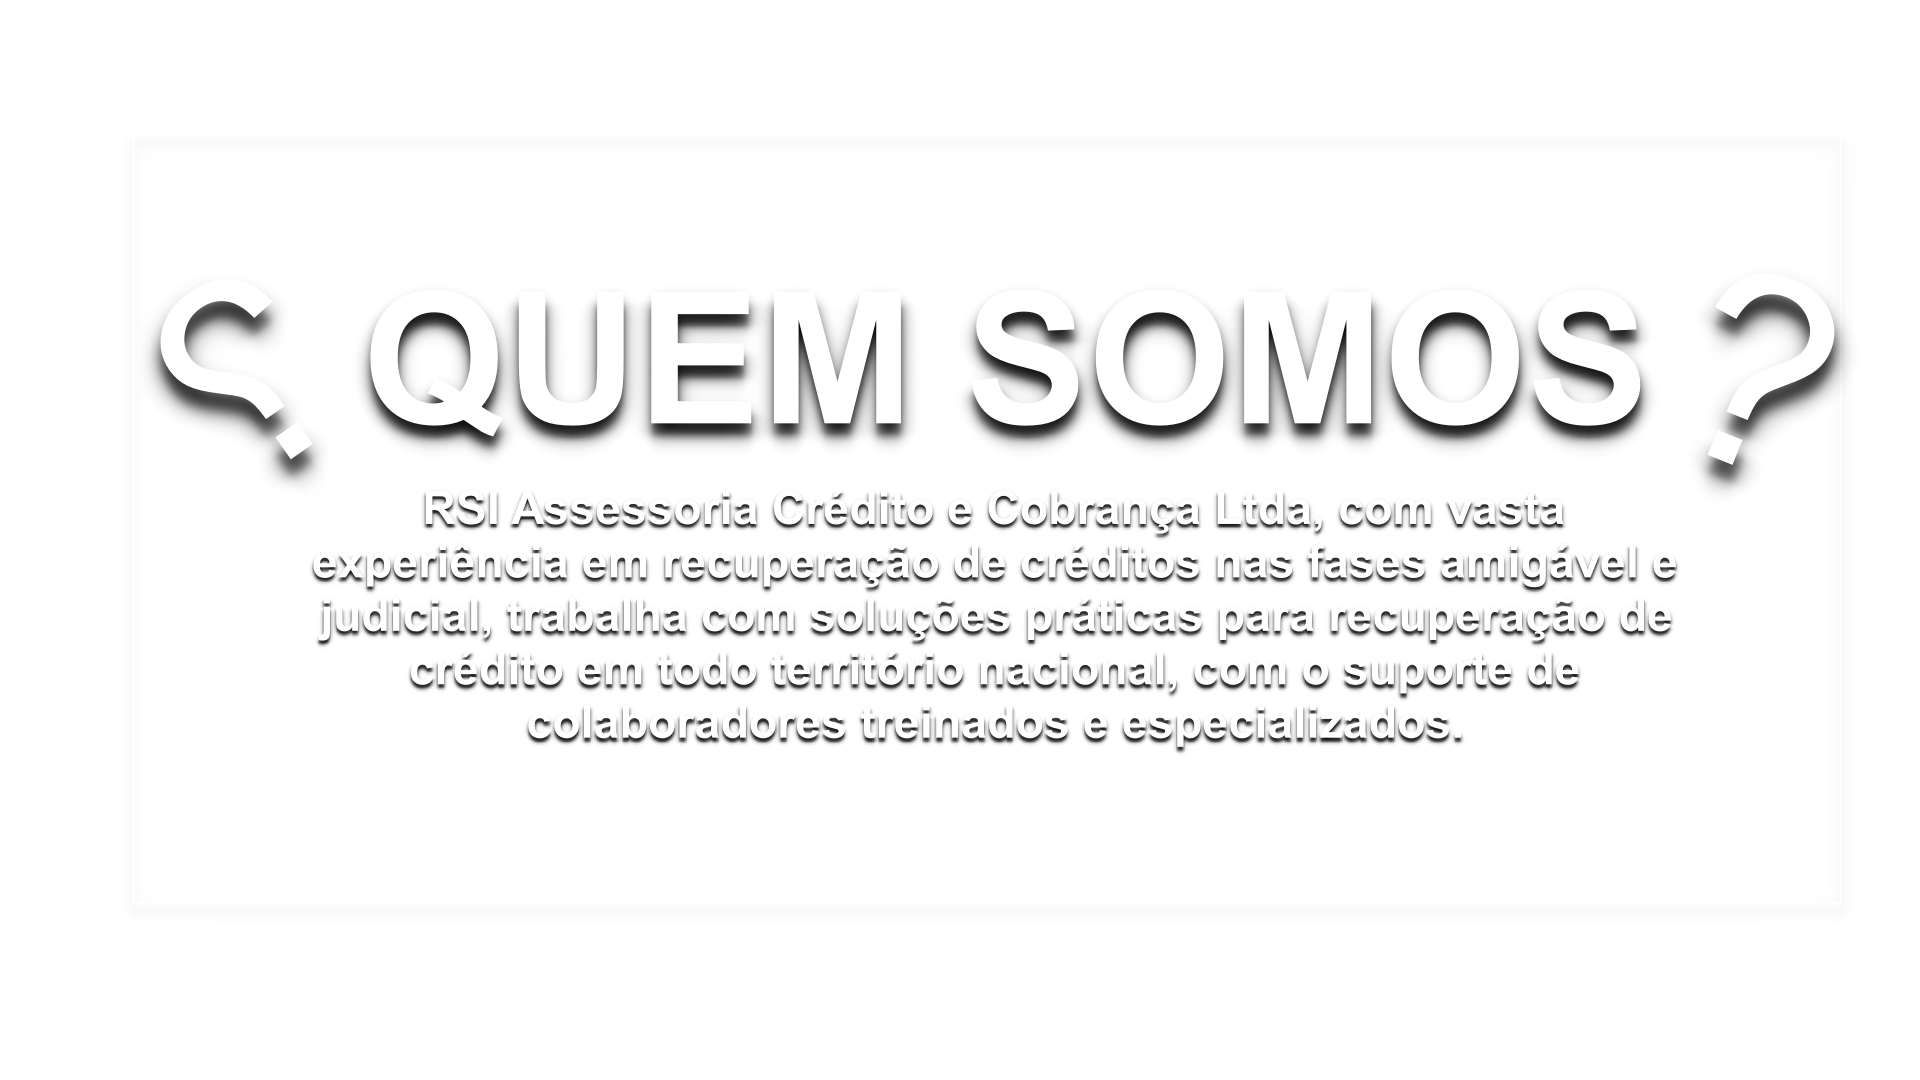 ? QUEM SOMOS ?
RSI Assessoria Crédito e Cobrança Ltda, com vasta
experiência em recuperação de créditos nas fases amigável e
judicial, trabalha com soluções práticas para recuperação de
crédito em todo território nacional, com o suporte de
colaboradores treinados e especializados.